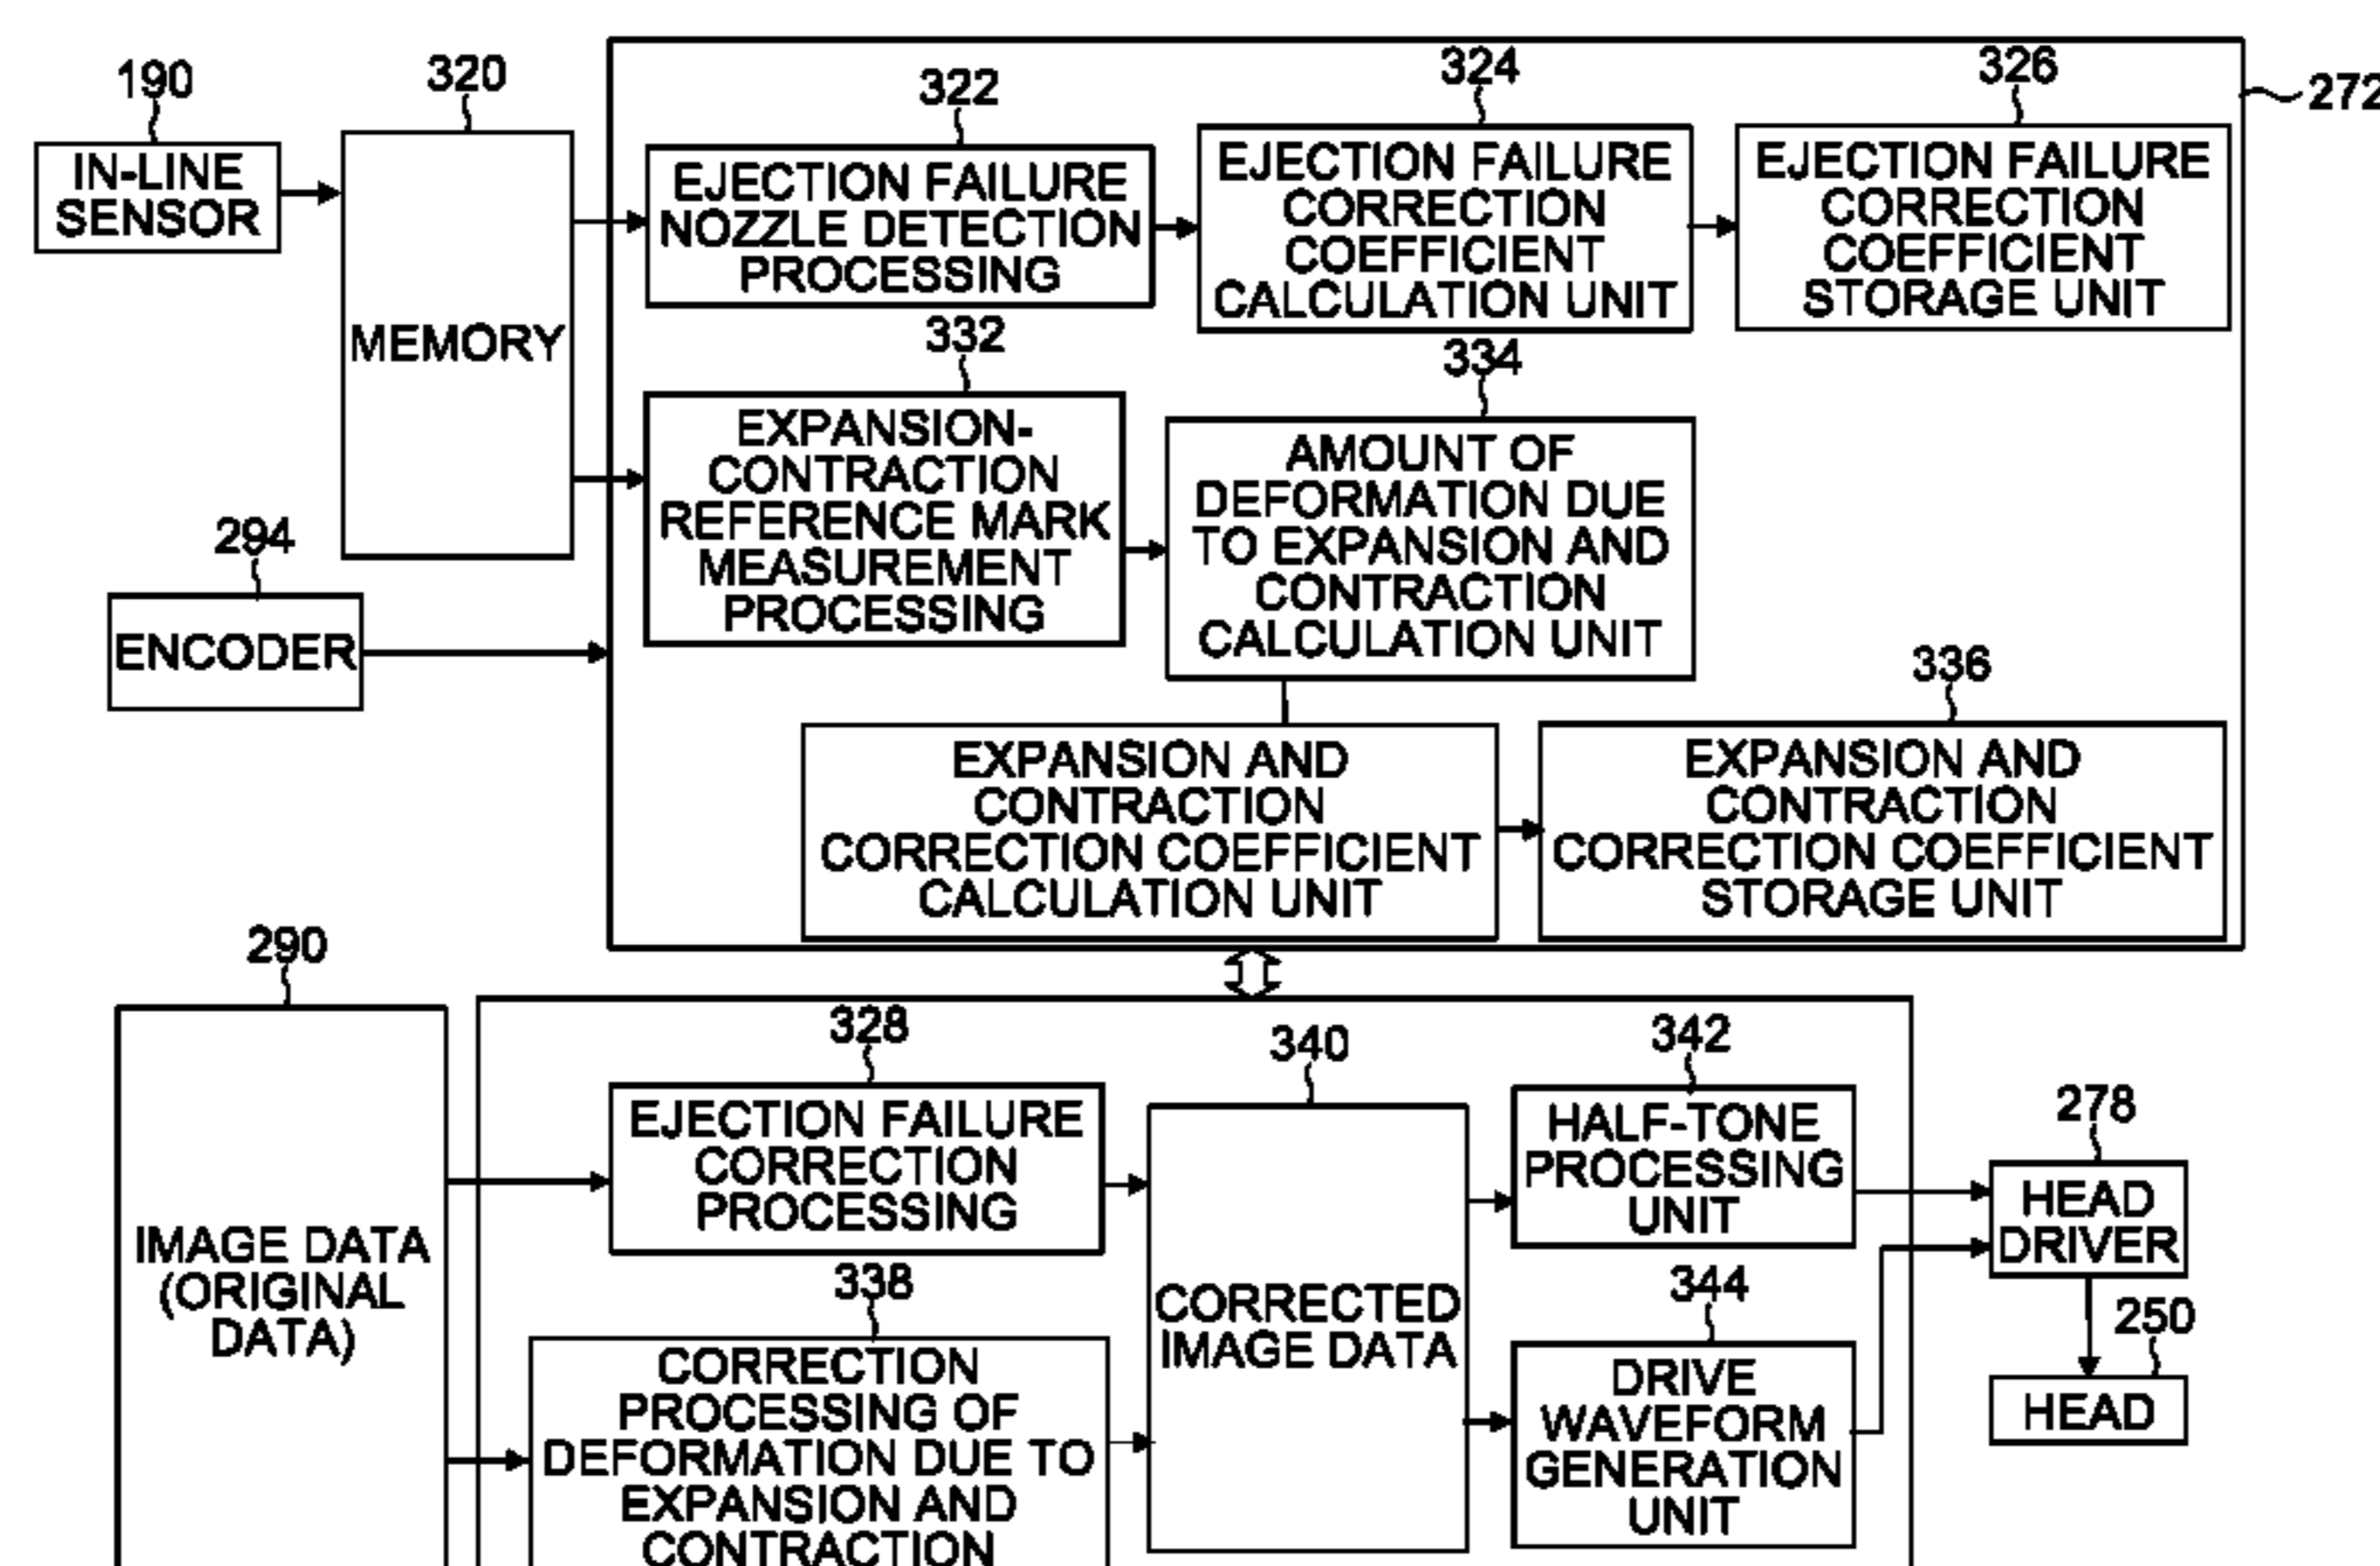 190
IN-LINE
SENSOR
320
MEMORY
294
ENCODER
272
322
EJECTION FAILURE
NOZZLE DETECTION
PROCESSING
324
EJECTION FAILURE
CORRECTION
COEFFICIENT
CALCULATION UNIT
326
EJECTION FAILURE
CORRECTION
COEFFICIENT
STORAGE UNIT
332
EXPANSION-
CONTRACTION
REFERENCE MARK
MEASUREMENT
PROCESSING
334
AMOUNT OF
DEFORMATION DUE
TO EXPANSION AND
CONTRACTION
CALCULATION UNIT
EXPANSION AND
CONTRACTION
CORRECTION COEFFICIENT
CALCULATION UNIT
336
EXPANSION AND
CONTRACTION
CORRECTION COEFFICIENT
STORAGE UNIT
290
IMAGE DATA
(ORIGINAL
DATA)
328
EJECTION FAILURE
CORRECTION
PROCESSING
338
CORRECTION
PROCESSING OF
DEFORMATION DUE TO
EXPANSION AND
CONTRACTION
340
CORRECTED
IMAGE DATA
342
HALF-TONE
PROCESSING
UNIT
344
DRIVE
WAVEFORM
GENERATION
UNIT
278
HEAD
DRIVER
250
HEAD